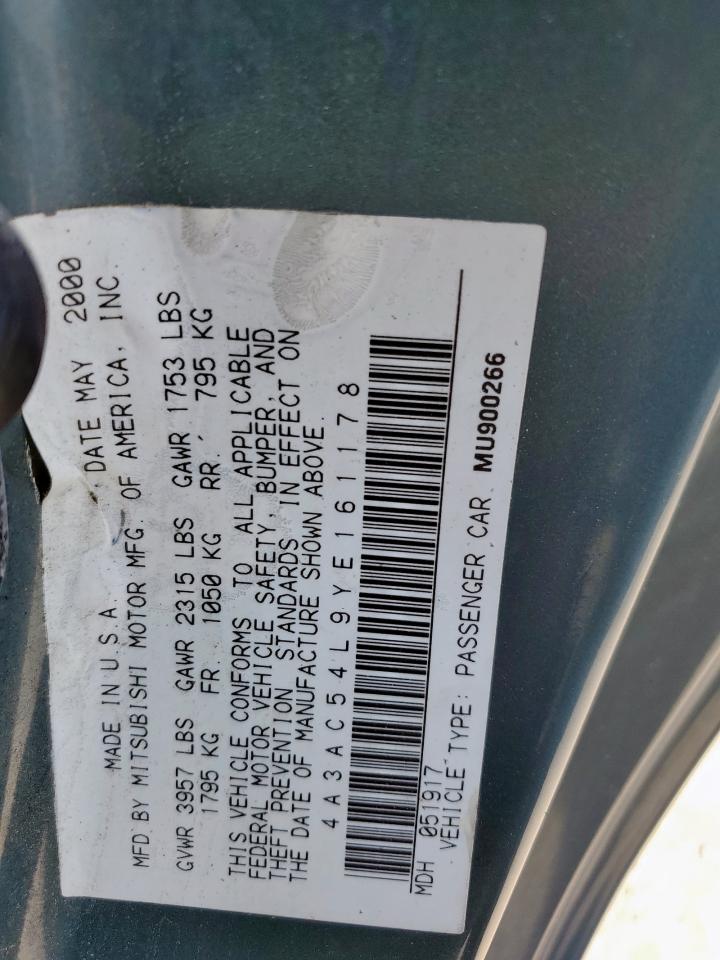 MADE IN U S A DATE MAY 2000
MFD BY MITSUBISHI MOTOR MFG. OF AMERICA, INC.
GVWR 3957 LBS GAWR 2315 LBS GAWR 1753 LBS
1795 KG FR. 1050 KG RR. 795 KG
THIS VEHICLE CONFORMS TO ALL APPLICABLE
FEDERAL MOTOR VEHICLE SAFETY, BUMPER, AND
THEFT PREVENTION STANDARDS IN EFFECT ON
THE DATE OF MANUFACTURE SHOWN ABOVE.
4A3AC54L9YE161178
MDH 051917
VEHICLE TYPE: PASSENGER CAR MU900266